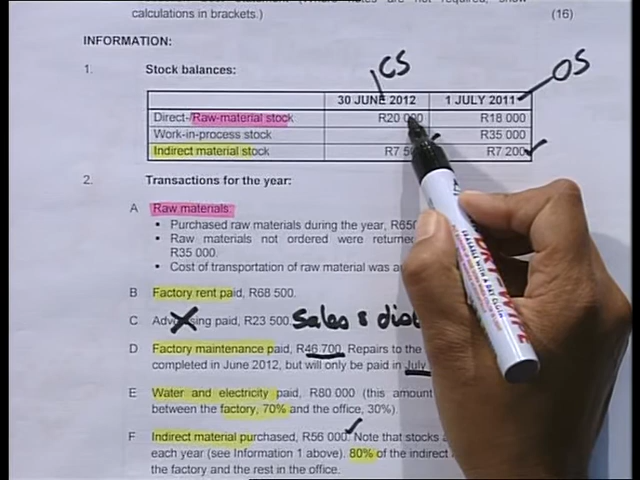 calculations in brackets.) (16)
INFORMATION:
CS
OS
1. Stock balances:
30 JUNE 2012 1 JULY 2011
Direct-/Raw-material stock R20 000 R18 000
Work-in-process stock R35 000
Indirect material stock R7 R7 200
2. Transactions for the year:
A Raw materials:
• Purchased raw materials during the year,
• Raw materials not ordered were returned
R35 000.
• Cost of transportation of raw material was
B Factory rent paid, R68 500.
C Advertising paid, R23 500. Sales & dist
D Factory maintenance paid, R46 700. Repairs to the
completed in June 2012, but will only be paid in July
E Water and electricity paid, R80 000 (this amount
between the factory, 70% and the office, 30%).
F Indirect material purchased, R56 000. Note that stocks
each year (see Information 1 above). 80% of the indirect
the factory and the rest in the office.
DRY-WIPE